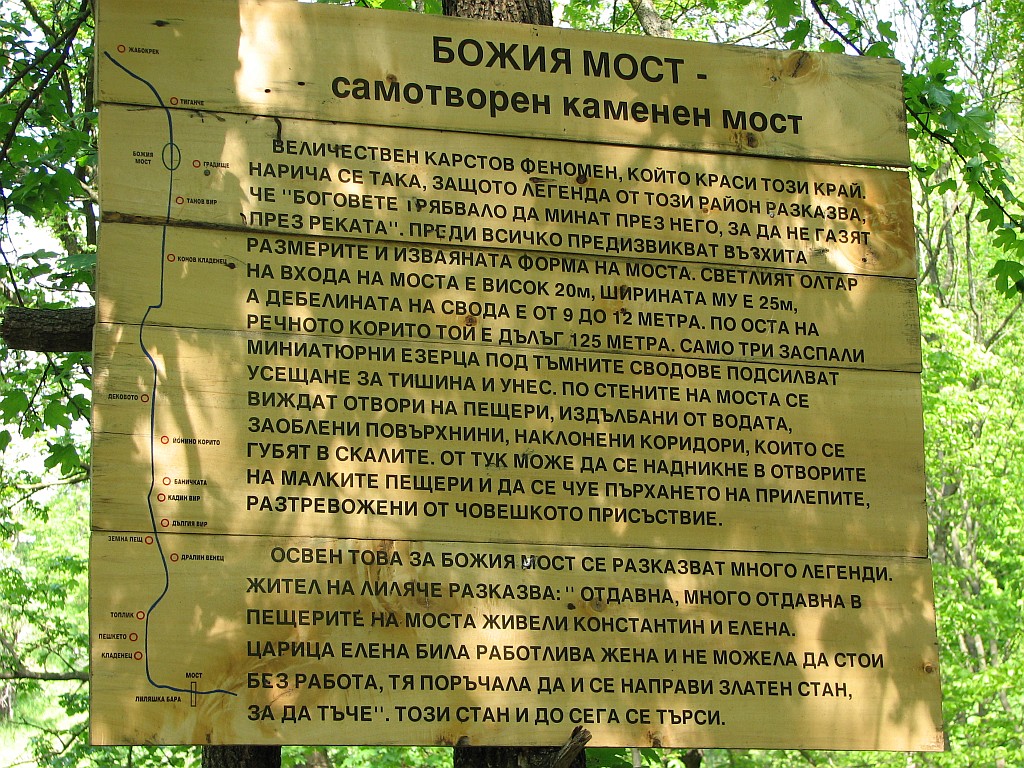 БОЖИЯ МОСТ -
самотворен каменен мост
ВЕЛИЧЕСТВЕН КАРСТОВ ФЕНОМЕН, КОЙТО КРАСИ ТОЗИ КРАЙ.
НАРИЧА СЕ ТАКА, ЗАЩОТО ЛЕГЕНДА ОТ ТОЗИ РАЙОН РАЗКАЗВА,
ЧЕ "БОГОВЕТЕ ТРЯБВАЛО ДА МИНАТ ПРЕЗ НЕГО, ЗА ДА НЕ ГАЗЯТ
ПРЕЗ РЕКАТА". ПРЕДИ ВСИЧКО ПРЕДИЗВИКВАТ ВЪЗХИТА
РАЗМЕРИТЕ И ИЗВАЯНАТА ФОРМА НА МОСТА. СВЕТЛИЯТ ОЛТАР
НА ВХОДА НА МОСТА Е ВИСОК 20м, ШИРИНАТА МУ Е 25м,
А ДЕБЕЛИНАТА НА СВОДА Е ОТ 9 ДО 12 МЕТРА. ПО ОСТА НА
РЕЧНОТО КОРИТО ТОЙ Е ДЪЛЪГ 125 МЕТРА. САМО ТРИ ЗАСПАЛИ
МИНИАТЮРНИ ЕЗЕРЦА ПОД ТЪМНИТЕ СВОДОВЕ ПОДСИЛВАТ
УСЕЩАНЕ ЗА ТИШИНА И УНЕС. ПО СТЕНИТЕ НА МОСТА СЕ
ВИЖДАТ ОТВОРИ НА ПЕЩЕРИ, ИЗДЪЛБАНИ ОТ ВОДАТА,
ЗАОБЛЕНИ ПОВЪРХНИНИ, НАКЛОНЕНИ КОРИДОРИ, КОИТО СЕ
ГУБЯТ В СКАЛИТЕ. ОТ ТУК МОЖЕ ДА СЕ НАДНИКНЕ В ОТВОРИТЕ
НА МАЛКИТЕ ПЕЩЕРИ И ДА СЕ ЧУЕ ПЪРХАНЕТО НА ПРИЛЕПИТЕ,
РАЗТРЕВОЖЕНИ ОТ ЧОВЕШКОТО ПРИСЪСТВИЕ.
ОСВЕН ТОВА ЗА БОЖИЯ МОСТ СЕ РАЗКАЗВАТ МНОГО ЛЕГЕНДИ.
ЖИТЕЛ НА ЛИЛЯЧЕ РАЗКАЗВА: " ОТДАВНА, МНОГО ОТДАВНА В
ПЕЩЕРИТЕ НА МОСТА ЖИВЕЛИ КОНСТАНТИН И ЕЛЕНА.
ЦАРИЦА ЕЛЕНА БИЛА РАБОТЛИВА ЖЕНА И НЕ МОЖЕЛА ДА СТОИ
БЕЗ РАБОТА, ТЯ ПОРЪЧАЛА ДА И СЕ НАПРАВИ ЗЛАТЕН СТАН,
ЗА ДА ТЪЧЕ". ТОЗИ СТАН И ДО СЕГА СЕ ТЪРСИ.
ЖАБОКРЕК
ТИГАНЧЕ
БОЖИЯ
МОСТ
ГРАДИЩЕ
ТАНОВ ВИР
КОНОВ КЛАДЕНЕЦ
ДЕКОВОТО
ЙОНИНО КОРИТО
БАНИЧКАТА
КАДИН ВИР
ДЪЛГИЯ ВИР
ЗЕМНА ПЕЩ
ДРАЛИН ВЕНЕЦ
ТОПЛИК
ПЕШКЕТО
КЛАДЕНЕЦ
МОСТ
ЛИЛЯШКА БАРА